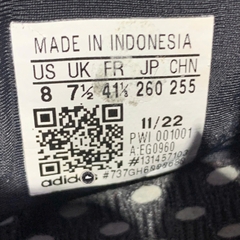 MADE IN INDONESIA
US UK FR JP CHN
8 7½ 41⅓ 260 255
11/22
PWI 001001
A:EG0960
adidas